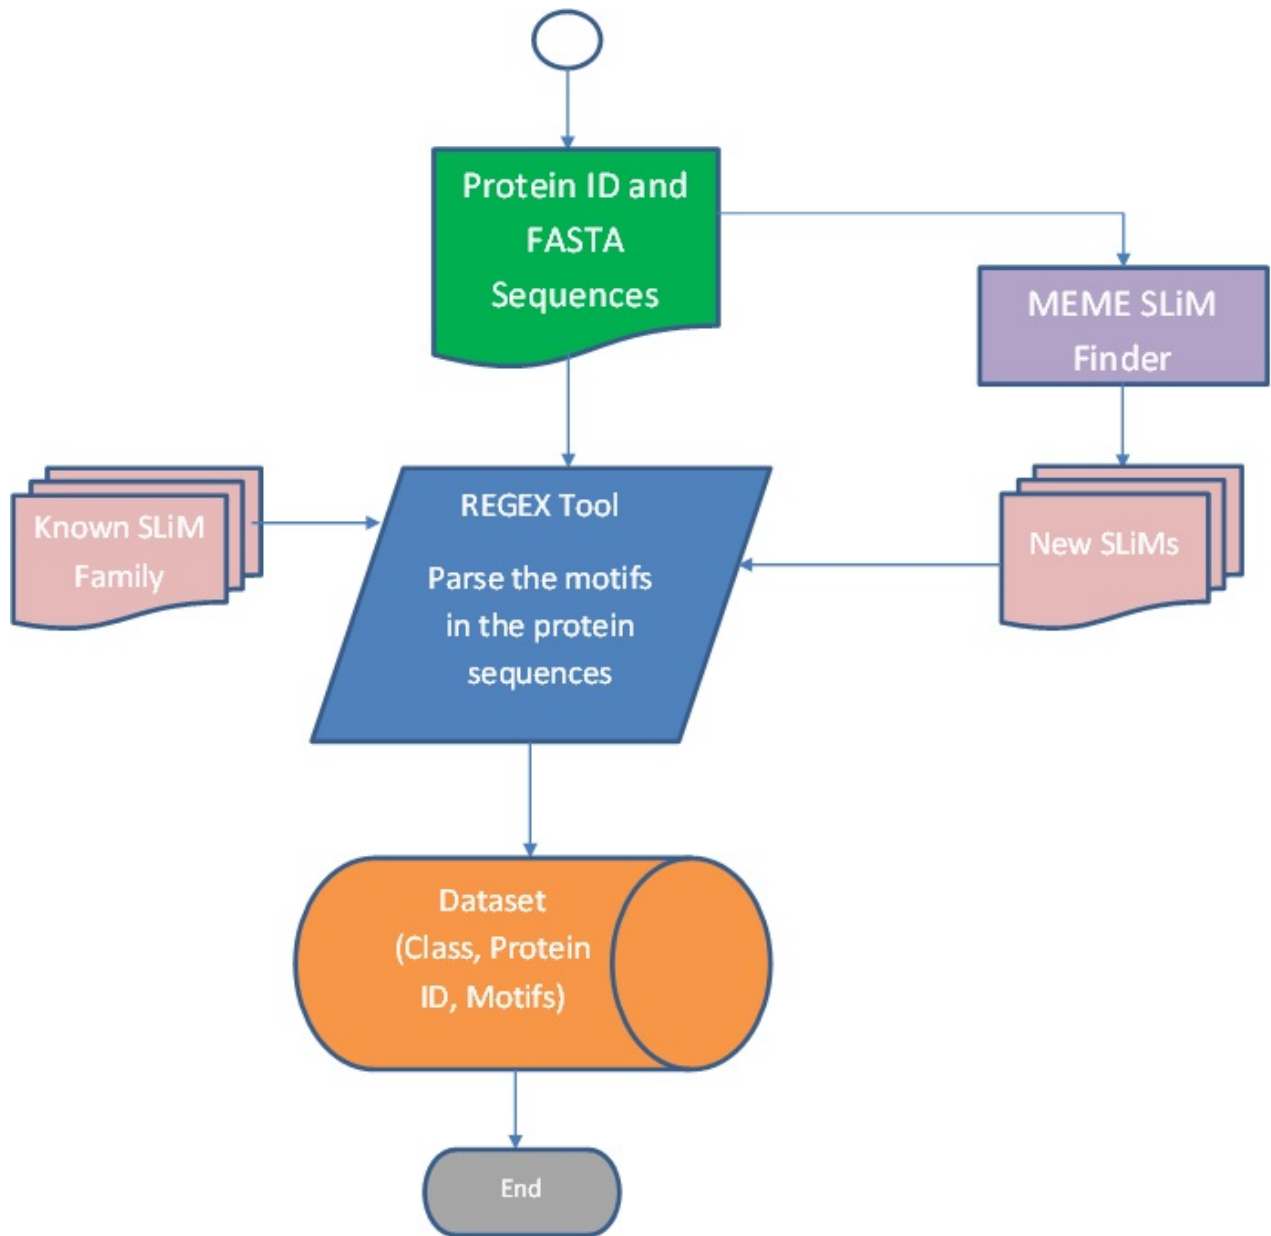 Protein ID and
FASTA
Sequences
MEME SLiM
Finder
Known SLiM
Family
REGEX Tool
Parse the motifs
in the protein
sequences
New SLiMs
Dataset
(Class, Protein
ID, Motifs)
End